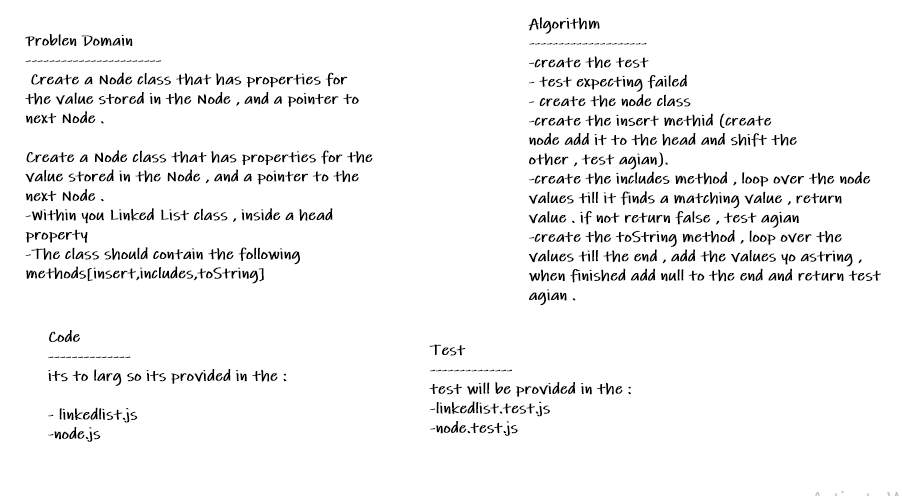 Problen Domain
-----------------------
Create a Node class that has properties for
the value stored in the Node , and a pointer to
next Node .
Create a Node class that has properties for the
value stored in the Node , and a pointer to the
next Node .
-Within you Linked List class , inside a head
property
-The class should contain the following
methods[insert,includes,toString]
Algorithm
--------------------
-create the test
- test expecting failed
- create the node class
-create the insert methid (create
node add it to the head and shift the
other , test agian).
-create the includes method , loop over the node
values till it finds a matching value , return
value . if not return false , test agian
-create the toString method , loop over the
values till the end , add the values yo astring ,
when finished add null to the end and return test
agian .
Code
--------------
its to larg so its provided in the :
- linkedlist.js
-node.js
Test
--------------
test will be provided in the :
-linkedlist.test.js
-node.test.js